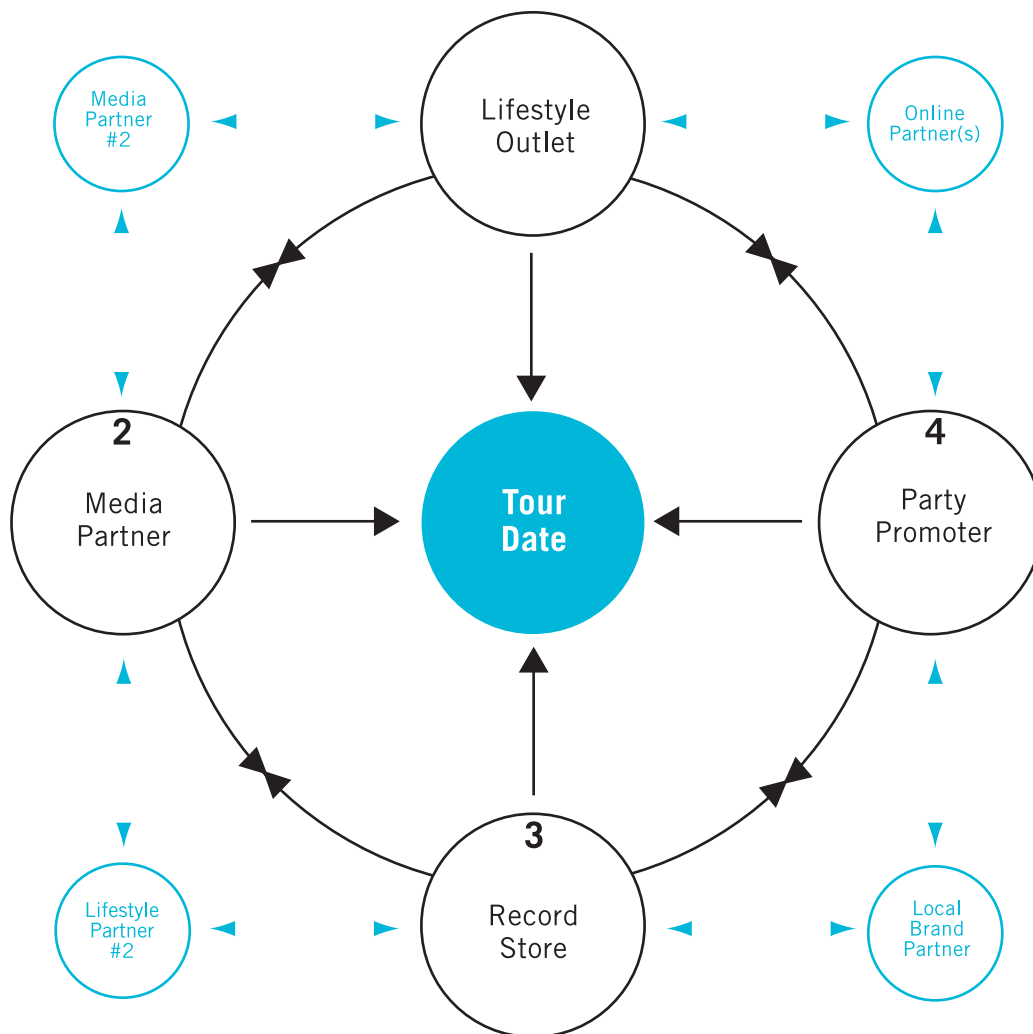 Media
Partner
#2
Lifestyle
Outlet
Online
Partner(s)
2
Media
Partner
Tour
Date
4
Party
Promoter
3
Record
Store
Lifestyle
Partner
#2
Local
Brand
Partner